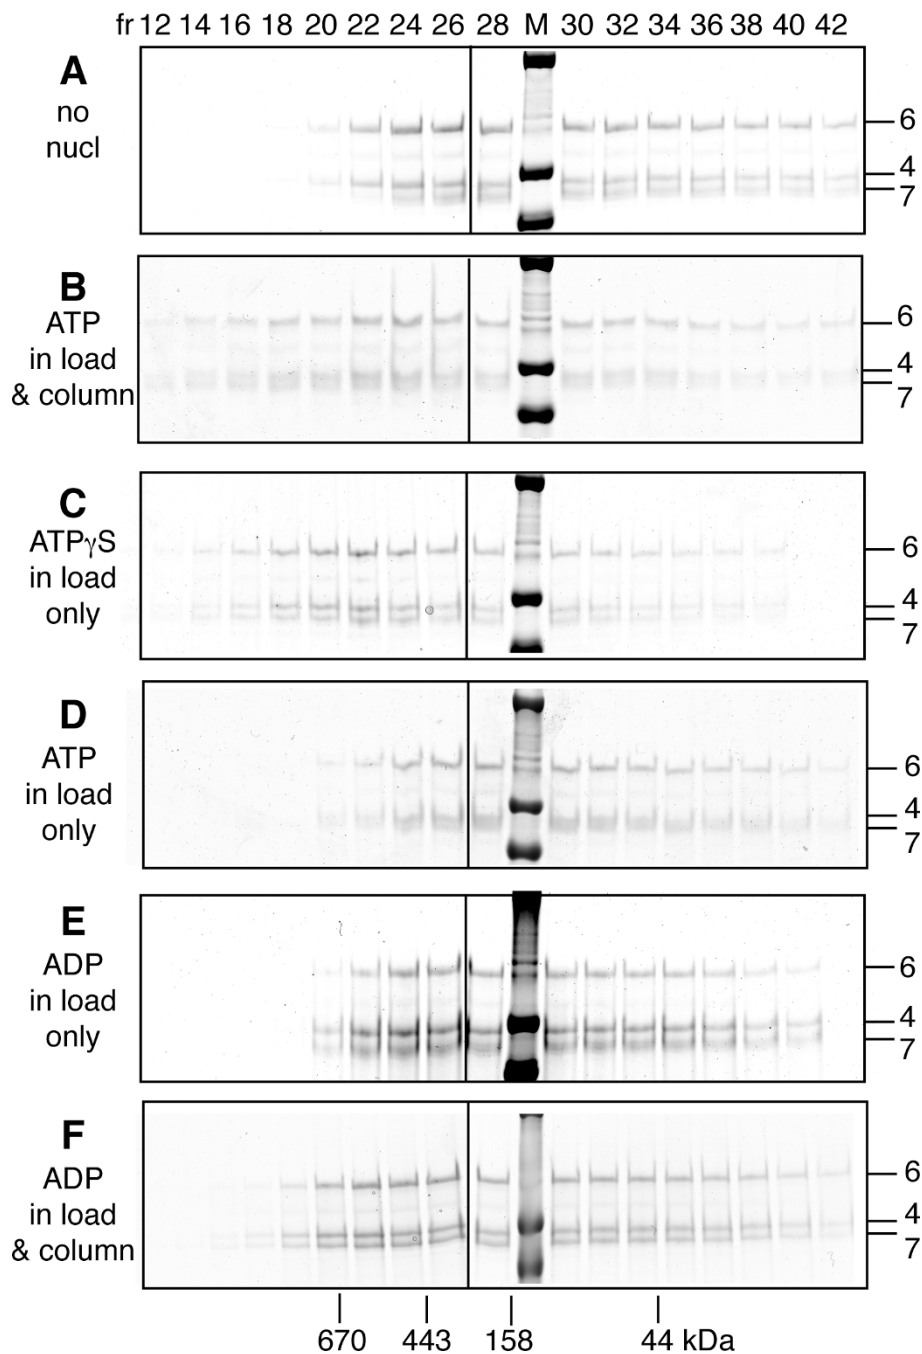 fr 12 14 16 18 20 22 24 26 28 M 30 32 34 36 38 40 42
A
no
nucl
6
4
7
B
ATP
in load
& column
6
4
7
C
ATPγS
in load
only
6
4
7
D
ATP
in load
only
6
4
7
E
ADP
in load
only
6
4
7
F
ADP
in load
& column
6
4
7
670 443 158 44 kDa